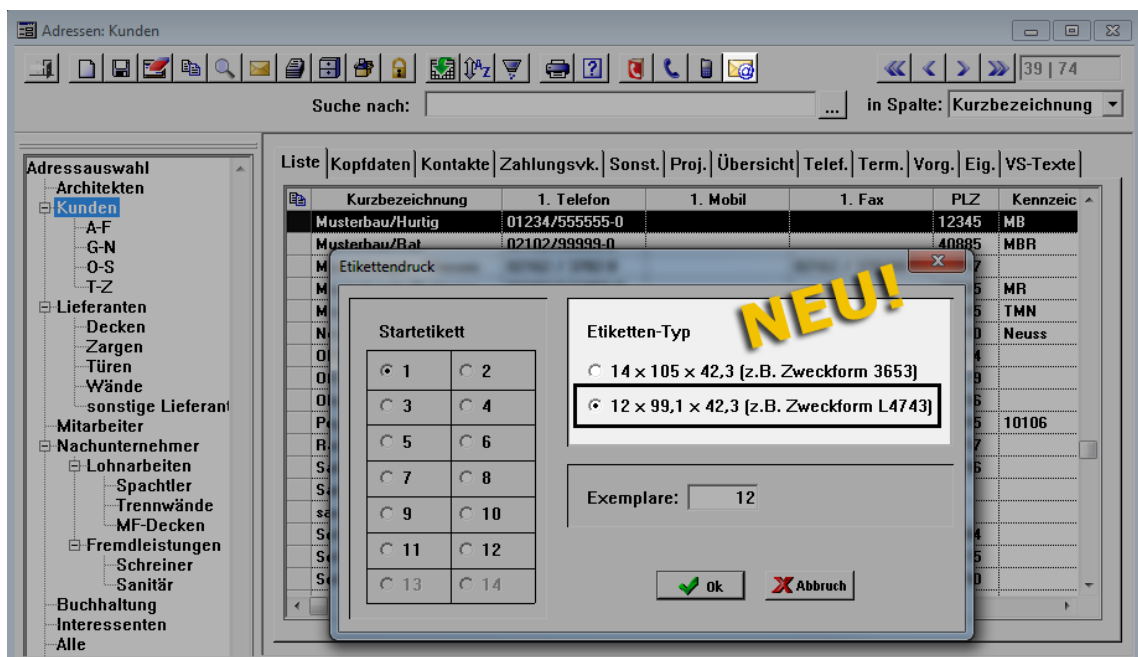 Adressen: Kunden
39 | 74
Suche nach: ... in Spalte: Kurzbezeichnung
Adressauswahl
Architekten
Kunden
A-F
G-N
O-S
T-Z
Lieferanten
Decken
Zargen
Türen
Wände
sonstige Lieferant
Mitarbeiter
Nachunternehmer
Lohnarbeiten
Spachtler
Trennwände
MF-Decken
Fremdleistungen
Schreiner
Sanitär
Buchhaltung
Interessenten
Alle
Liste Kopfdaten Kontakte Zahlungsvk. Sonst. Proj. Übersicht Telef. Term. Vorg. Eig. VS-Texte
Kurzbezeichnung 1. Telefon 1. Mobil 1. Fax PLZ Kennzeic
Musterbau/Hurtig 01234/555555-0 12345 MB
Musterbau/Rat 02102/99999-0 40885 MBR
MR
TMN
Neuss
10106
Etikettendruck
NEU!
Startetikett
1 2
3 4
5 6
7 8
9 10
11 12
13 14
Etiketten-Typ
14 x 105 x 42,3 (z.B. Zweckform 3653)
12 x 99,1 x 42,3 (z.B. Zweckform L4743)
Exemplare: 12
Ok Abbruch